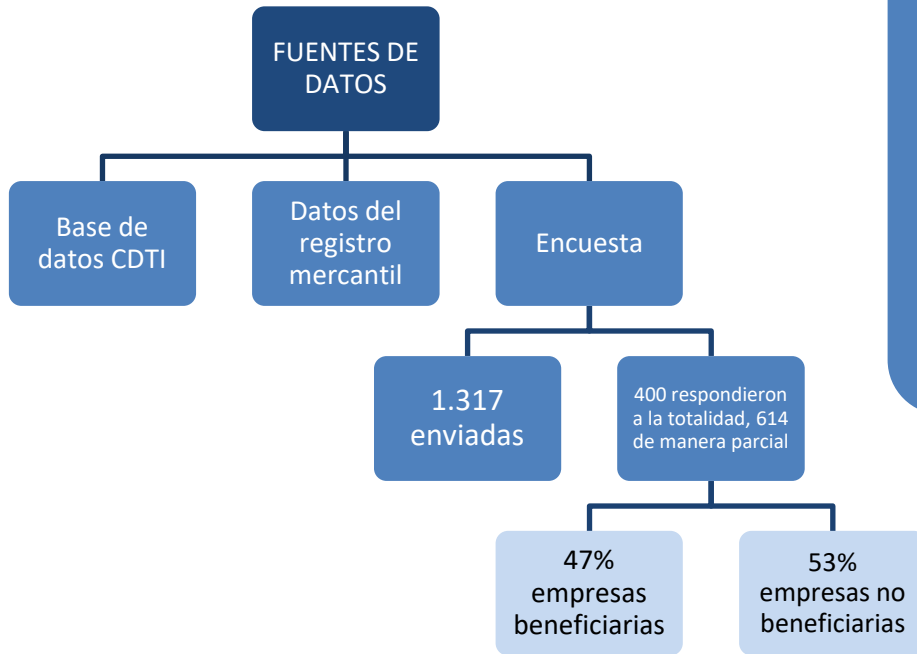 FUENTES DE
DATOS
Base de
datos CDTI
Datos del
registro
mercantil
Encuesta
1.317
enviadas
400 respondieron
a la totalidad, 614
de manera parcial
47%
empresas
beneficiarias
53%
empresas no
beneficiarias